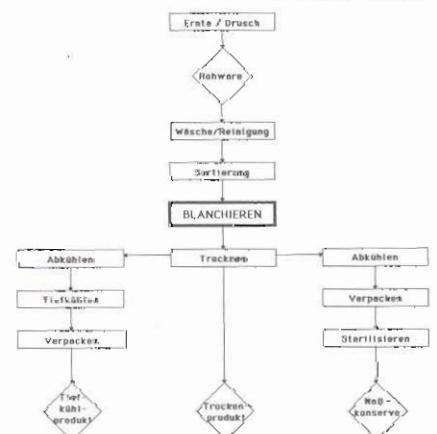 Ernte / Drusch
Rohware
Wäsche/Reinigung
Sortierung
BLANCHIEREN
Abkühlen
Trocknen
Abkühlen
Tiefkühlen
Verpacken
Verpacken
Sterilisieren
Tief-
kühl-
produkt
Trocken
produkt
Naß-
konserve